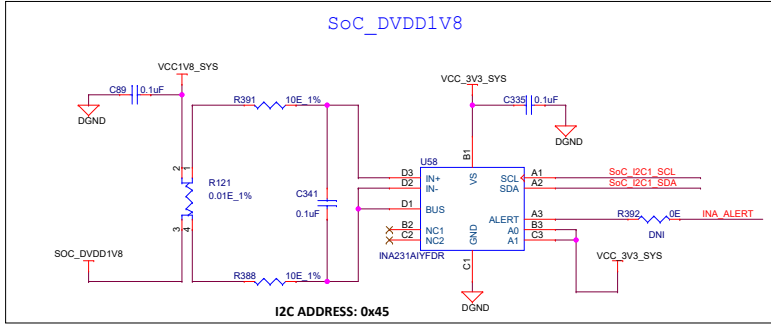 SoC_DVDD1V8
VCC1V8_SYS
VCC_3V3_SYS
C89 0.1uF
C335 0.1uF
DGND
R391 10E_1%
DGND
U58
B1
2 1
D3 IN+ VS SCL A1 SoC_I2C1_SCL
D2 IN- SDA A2 SoC_I2C1_SDA
R121
0.01E_1%
C341
0.1uF
D1 BUS
ALERT A3 R392 0E INA_ALERT
B2 NC1 A0 B3
C2 NC2 GND A1 C3 DNI
3 4
SOC_DVDD1V8
INA231AIYFDR
C1
VCC_3V3_SYS
R388 10E_1%
DGND
I2C ADDRESS: 0x45